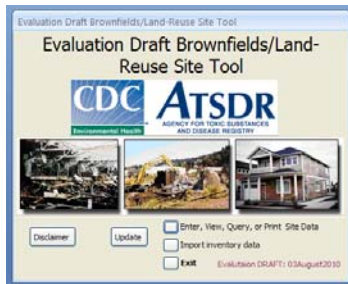 Evaluation Draft Brownfields/Land-Reuse Site Tool
Evaluation Draft Brownfields/Land-
Reuse Site Tool
CDC
Environmental Health
ATSDR
AGENCY FOR TOXIC SUBSTANCES
AND DISEASE REGISTRY
Disclaimer
Update
Enter, View, Query, or Print Site Data
Import inventory data
Exit
Evalutaion DRAFT: 03August2010